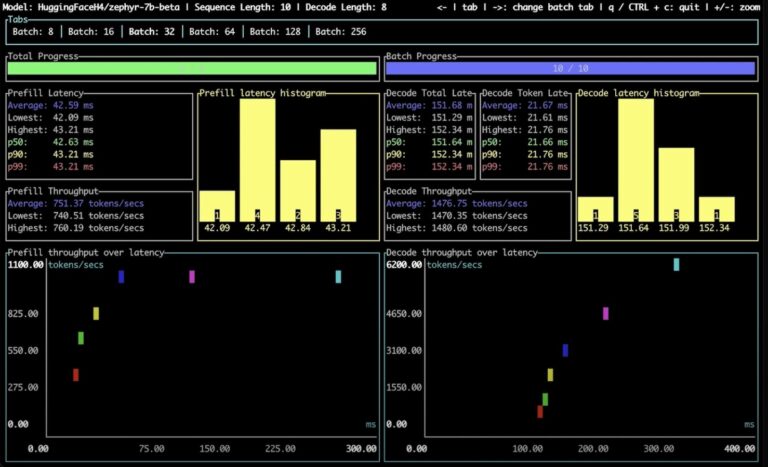 Model: HuggingFaceH4/zephyr-7b-beta | Sequence Length: 10 | Decode Length: 8
<- | tab | ->: change batch tab | q / CTRL + c: quit | +/-: zoom
Tabs
Batch: 8 | Batch: 16 | Batch: 32 | Batch: 64 | Batch: 128 | Batch: 256
Total Progress
Batch Progress
10 / 10
Prefill Latency
Average: 42.59 ms
Lowest: 42.09 ms
Highest: 43.21 ms
p50: 42.63 ms
p90: 43.21 ms
p99: 43.21 ms
Prefill Throughput
Average: 751.37 tokens/secs
Lowest: 740.51 tokens/secs
Highest: 760.19 tokens/secs
Prefill latency histogram
1 4 2 3
42.09 42.47 42.84 43.21
Decode Total Late
Average: 151.68 m
Lowest: 151.29 m
Highest: 152.34 m
p50: 151.64 m
p90: 152.34 m
p99: 152.34 m
Decode Token Late
Average: 21.67 ms
Lowest: 21.61 ms
Highest: 21.76 ms
p50: 21.66 ms
p90: 21.76 ms
p99: 21.76 ms
Decode Throughput
Average: 1476.75 tokens/secs
Lowest: 1470.35 tokens/secs
Highest: 1480.60 tokens/secs
Decode latency histogram
1 5 3 1
151.29 151.64 151.99 152.34
Prefill throughput over latency
1100.00 tokens/secs
825.00
550.00
275.00
0.00
ms
0.00 75.00 150.00 225.00 300.00
Decode throughput over latency
6200.00 tokens/secs
4650.00
3100.00
1550.00
0.00
ms
0.00 100.00 200.00 300.00 400.00